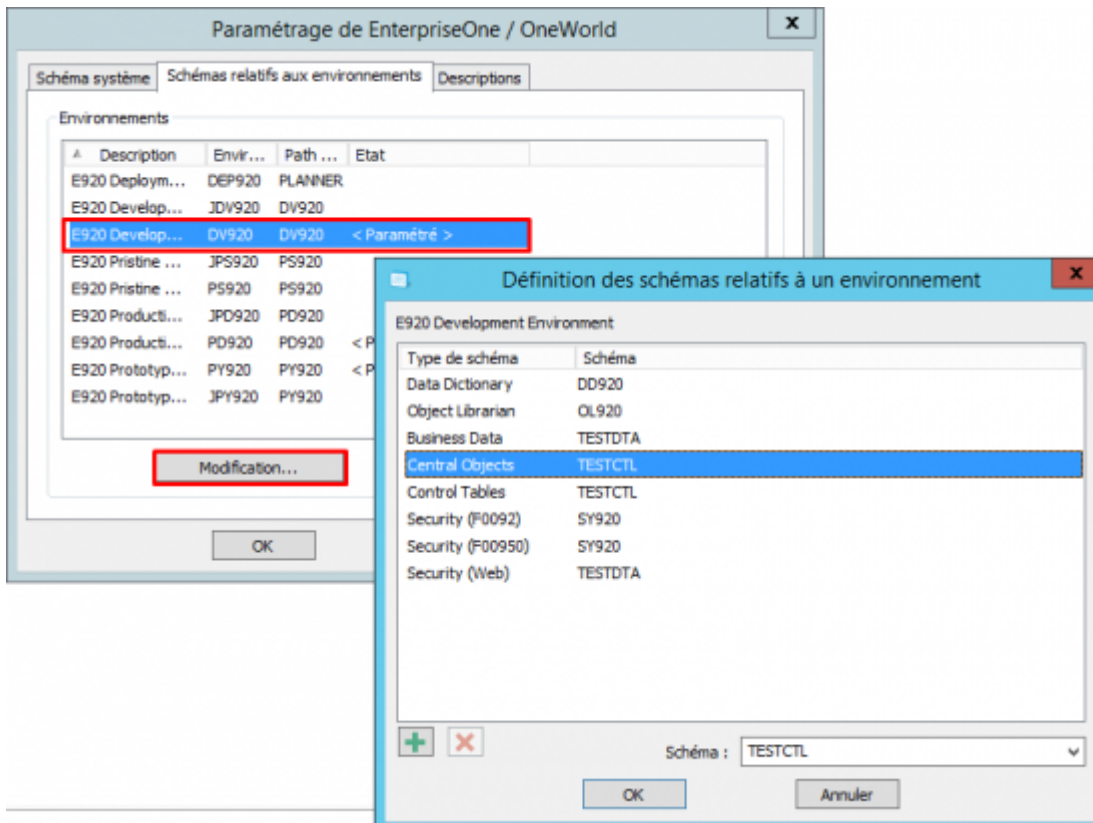 Paramétrage de EnterpriseOne / OneWorld
x
Schéma système Schémas relatifs aux environnements Descriptions
Environnements
Description Envir... Path ... Etat
E920 Deploym... DEP920 PLANNER
E920 Develop... JDV920 DV920
E920 Develop... DV920 DV920 < Paramétré >
E920 Pristine ... JPS920 PS920
E920 Pristine ... PS920 PS920
E920 Producti... JPD920 PD920
E920 Producti... PD920 PD920 < P
E920 Prototyp... PY920 PY920 < P
E920 Prototyp... JPY920 PY920
Modification...
OK
Définition des schémas relatifs à un environnement
x
E920 Development Environment
Type de schéma Schéma
Data Dictionary DD920
Object Librarian OL920
Business Data TESTDTA
Central Objects TESTCTL
Control Tables TESTCTL
Security (F0092) SY920
Security (F00950) SY920
Security (Web) TESTDTA
Schéma : TESTCTL
OK Annuler